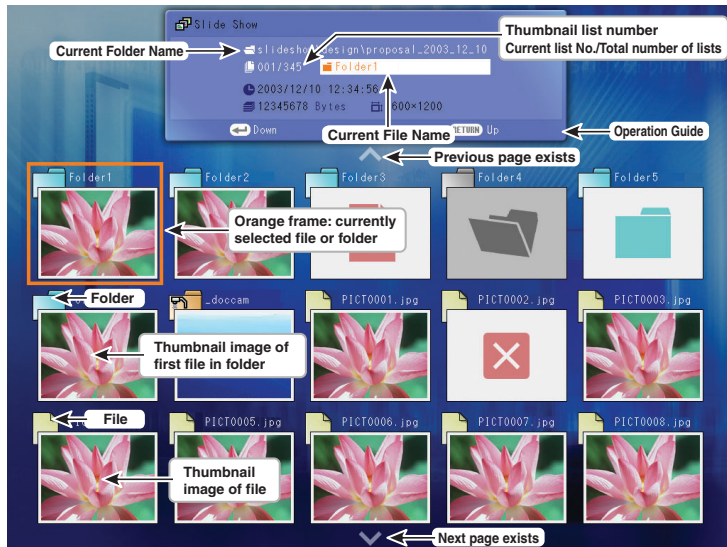 Slide Show
Thumbnail list number
Current list No./Total number of lists
Current Folder Name
slidesho design\proposal_2003_12_10
001/345 Folder1
2003/12/10 12:34:56
12345678 Bytes 600×1200
Down Current File Name RETURN Up
Operation Guide
Previous page exists
Folder1 Folder2 Folder3 Folder4 Folder5
Orange frame: currently
selected file or folder
Folder _doccam PICT0001.jpg PICT0002.jpg PICT0003.jpg
Thumbnail image of
first file in folder
File PICT0005.jpg PICT0006.jpg PICT0007.jpg PICT0008.jpg
Thumbnail
image of file
Next page exists